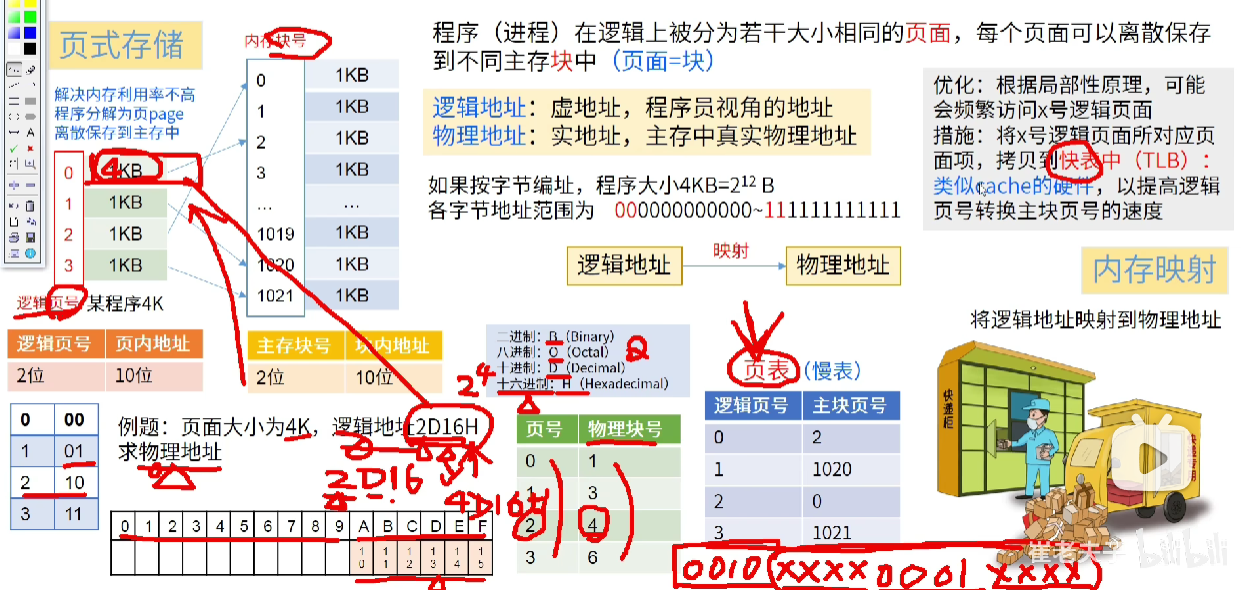 页式存储
内存块号
解决内存利用率不高
程序分解为页page
离散保存到主存中
0 1KB
1 1KB
2 1KB
3 1KB
4
逻辑页号 某程序4K
0 1KB
1 1KB
2 1KB
3 1KB
... ...
1019 1KB
1020 1KB
1021 1KB
程序（进程）在逻辑上被分为若干大小相同的页面，每个页面可以离散保存
到不同主存块中（页面=块）
逻辑地址：虚地址，程序员视角的地址
物理地址：实地址，主存中真实物理地址
如果按字节编址，程序大小4KB=2¹² B
各字节地址范围为 000000000000~111111111111
逻辑地址 映射 物理地址
优化：根据局部性原理，可能
会频繁访问x号逻辑页面
措施：将x号逻辑页面所对应页
面项，拷贝到快表中（TLB）：
类似cache的硬件，以提高逻辑
页号转换主块页号的速度
内存映射
将逻辑地址映射到物理地址
逻辑页号 页内地址
2位 10位
主存块号 块内地址
2位 10位
二进制：B（Binary）
八进制：O（Octal）
十进制：D（Decimal）
十六进制：H（Hexadecimal）
Q
2⁴
0 00
1 01
2 10
3 11
例题：页面大小为4K，逻辑地址2D16H
求物理地址
2D16
4D16H
0 1 2 3 4 5 6 7 8 9 A B C D E F
10 11 12 13 14 15
页号 物理块号
0 1
1 3
2 4
3 6
页表（慢表）
逻辑页号 主块页号
0 2
1 1020
2 0
3 1021
0010 XXXX 0001 XXXX
快递柜
崔老夫子 bilibili